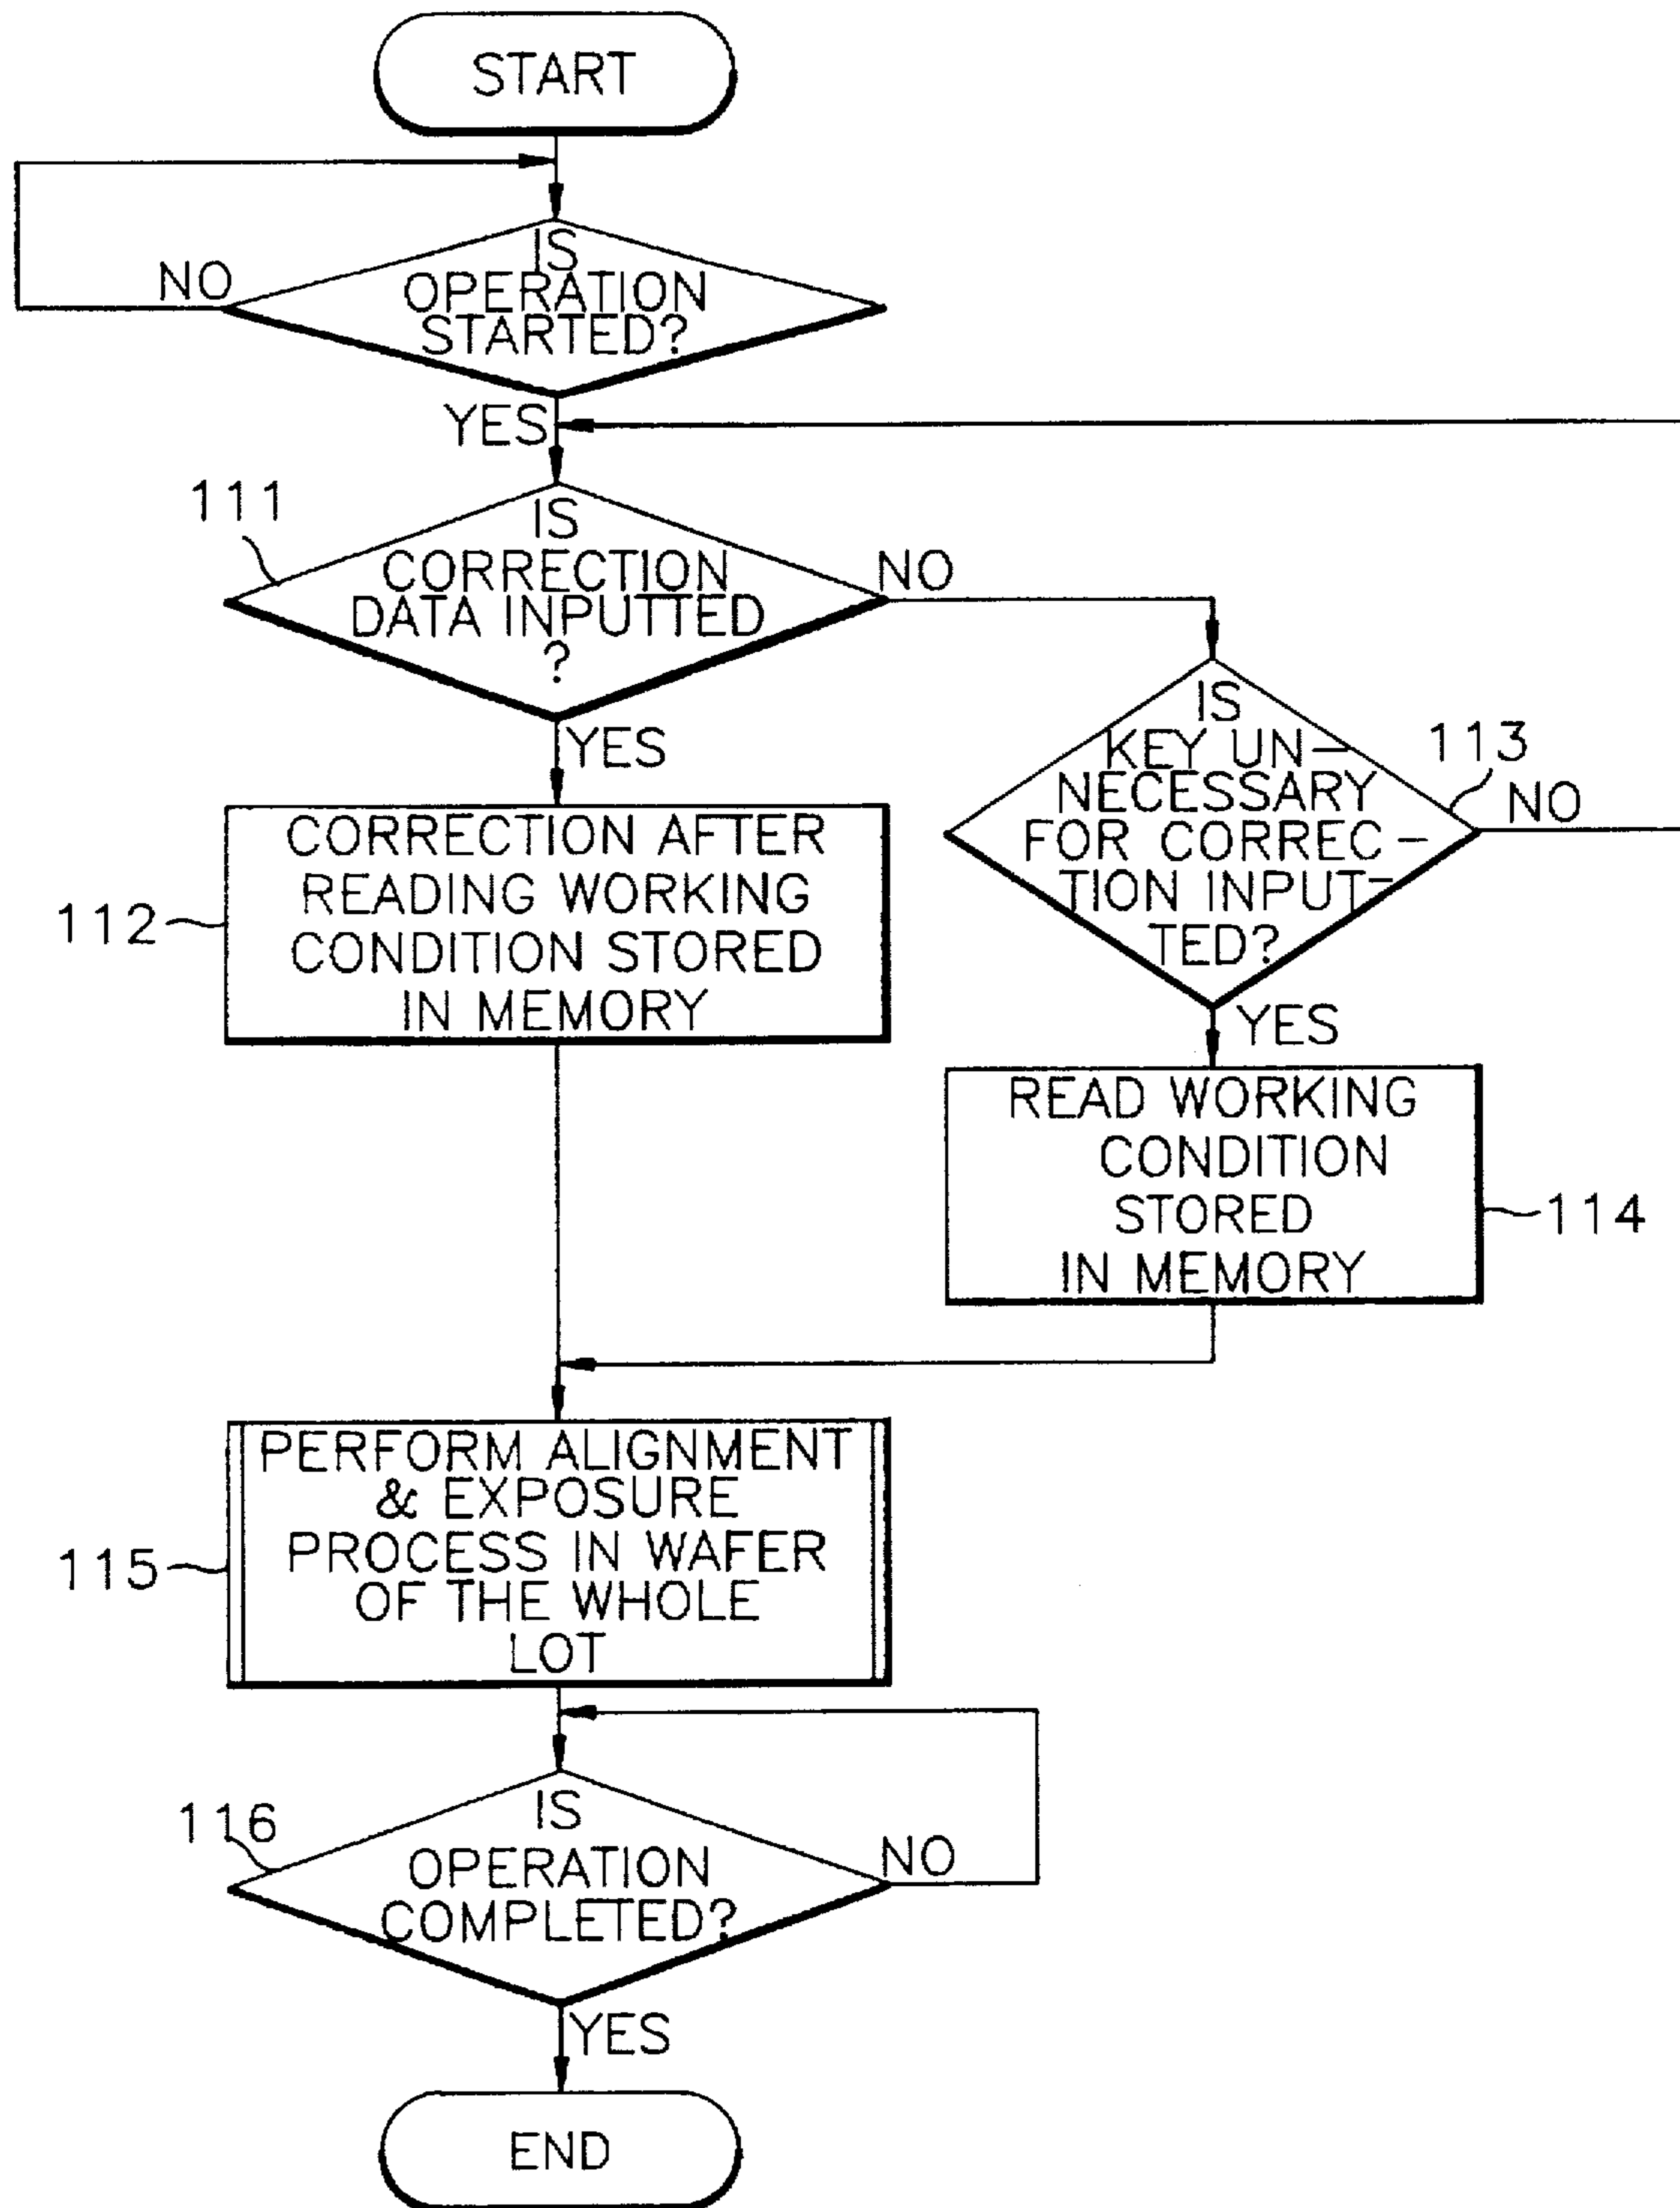 START
NO
IS
OPERATION
STARTED?
YES
111
IS
CORRECTION
DATA INPUTTED
?
NO
YES
IS
KEY UN-
NECESSARY
FOR CORREC-
TION INPUT-
TED?
113
NO
YES
112
CORRECTION AFTER
READING WORKING
CONDITION STORED
IN MEMORY
READ WORKING
CONDITION
STORED
IN MEMORY
114
115
PERFORM ALIGNMENT
& EXPOSURE
PROCESS IN WAFER
OF THE WHOLE
LOT
116
IS
OPERATION
COMPLETED?
NO
YES
END